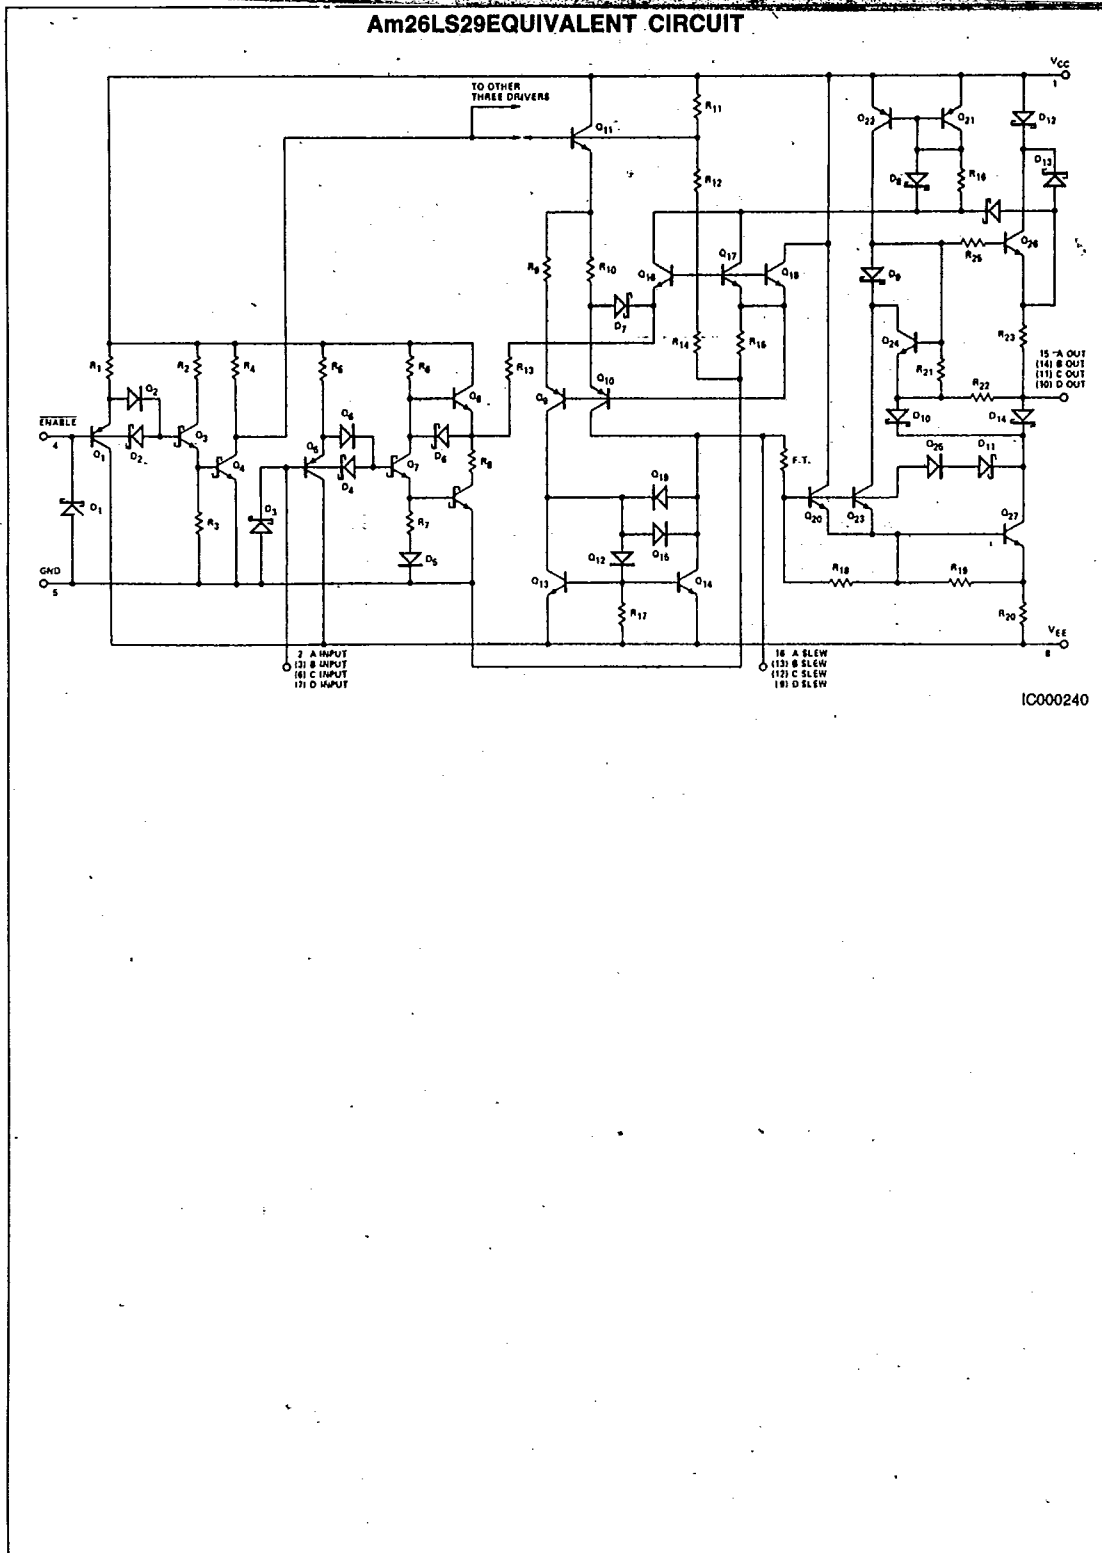 Am26LS29EQUIVALENT CIRCUIT
VCC
1
TO OTHER
THREE DRIVERS
R11
Q11
Q22
Q21
D12
R12
D8
R16
D13
R9
R10
Q16
Q17
Q18
R25
Q26
D9
D7
R14
R15
Q24
R21
R23
R22
15 A OUT
(14) B OUT
(11) C OUT
(10) D OUT
R1
R2
R4
R5
R6
R13
Q2
Q8
Q9
Q10
D10
D14
ENABLE
4
Q1
D2
Q3
Q4
Q5
Q6
D4
Q7
D6
R8
F.T.
Q25
D11
D1
R3
D3
R7
D5
Q19
Q15
Q12
Q20
Q23
Q27
GND
5
Q13
R17
Q14
R18
R19
R20
VEE
8
2 A INPUT
(3) B INPUT
(6) C INPUT
(7) D INPUT
16 A SLEW
(13) B SLEW
(12) C SLEW
(9) D SLEW
IC000240